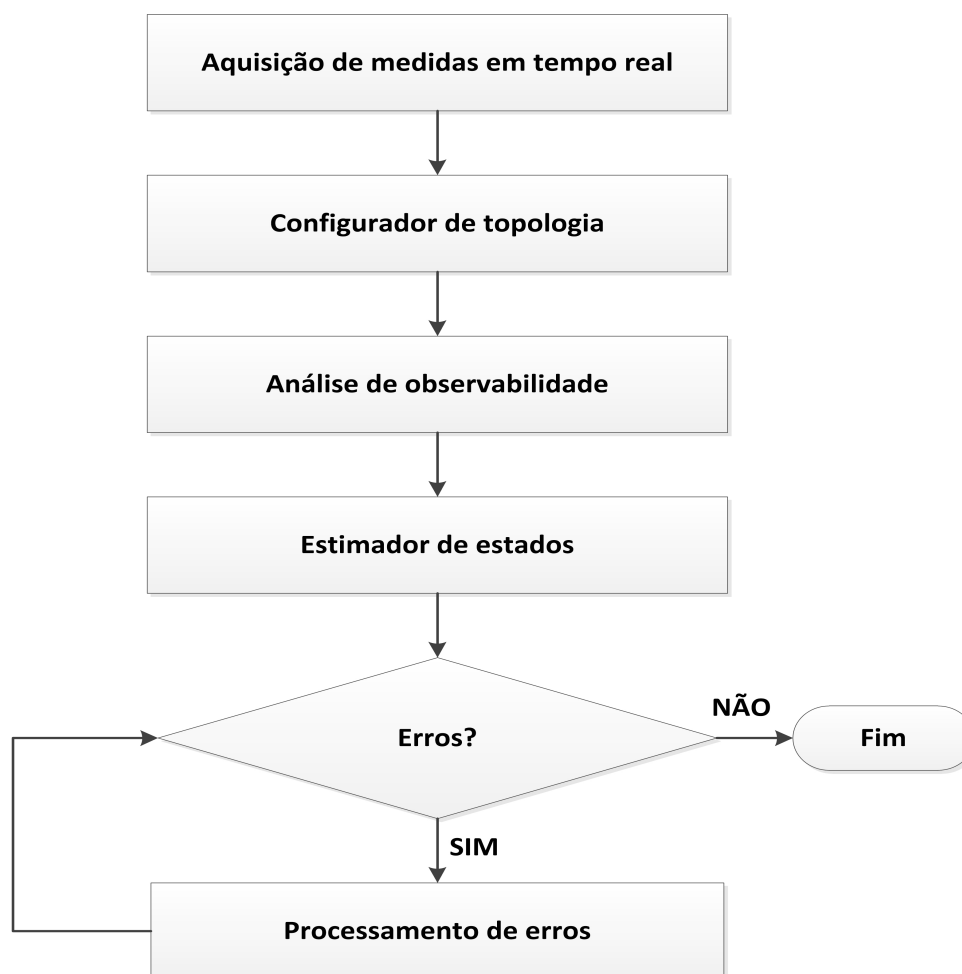 Aquisição de medidas em tempo real
Configurador de topologia
Análise de observabilidade
Estimador de estados
Erros?
NÃO
Fim
SIM
Processamento de erros